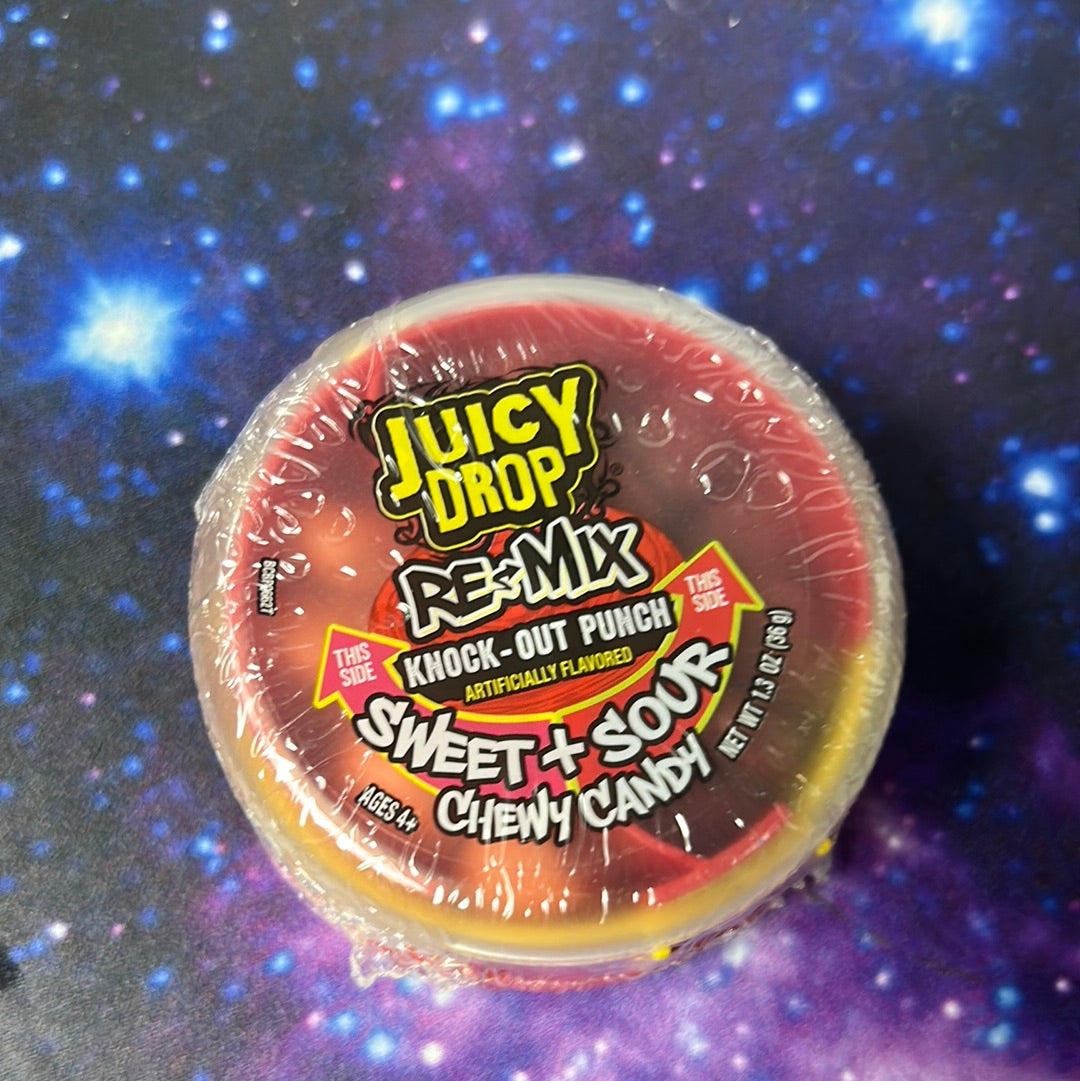 JUICY
DROP
®
RE-MIX
KNOCK-OUT PUNCH
ARTIFICIALLY FLAVORED
THIS
SIDE
THIS
SIDE
SWEET + SOUR
CHEWY CANDY
AGES 4+
NET WT 1.3 OZ (36 g)